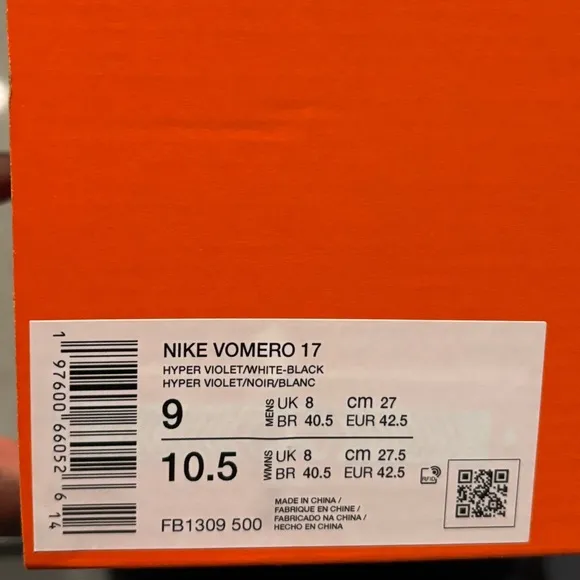 NIKE VOMERO 17
HYPER VIOLET/WHITE-BLACK
HYPER VIOLET/NOIR/BLANC
9 MENS UK 8 cm 27
BR 40.5 EUR 42.5
10.5 WMNS UK 8 cm 27.5
BR 40.5 EUR 42.5
RFID
FB1309 500
MADE IN CHINA /
FABRIQUE EN CHINE /
FABRICADO NA CHINA /
HECHO EN CHINA
1 97600 66052 6 14